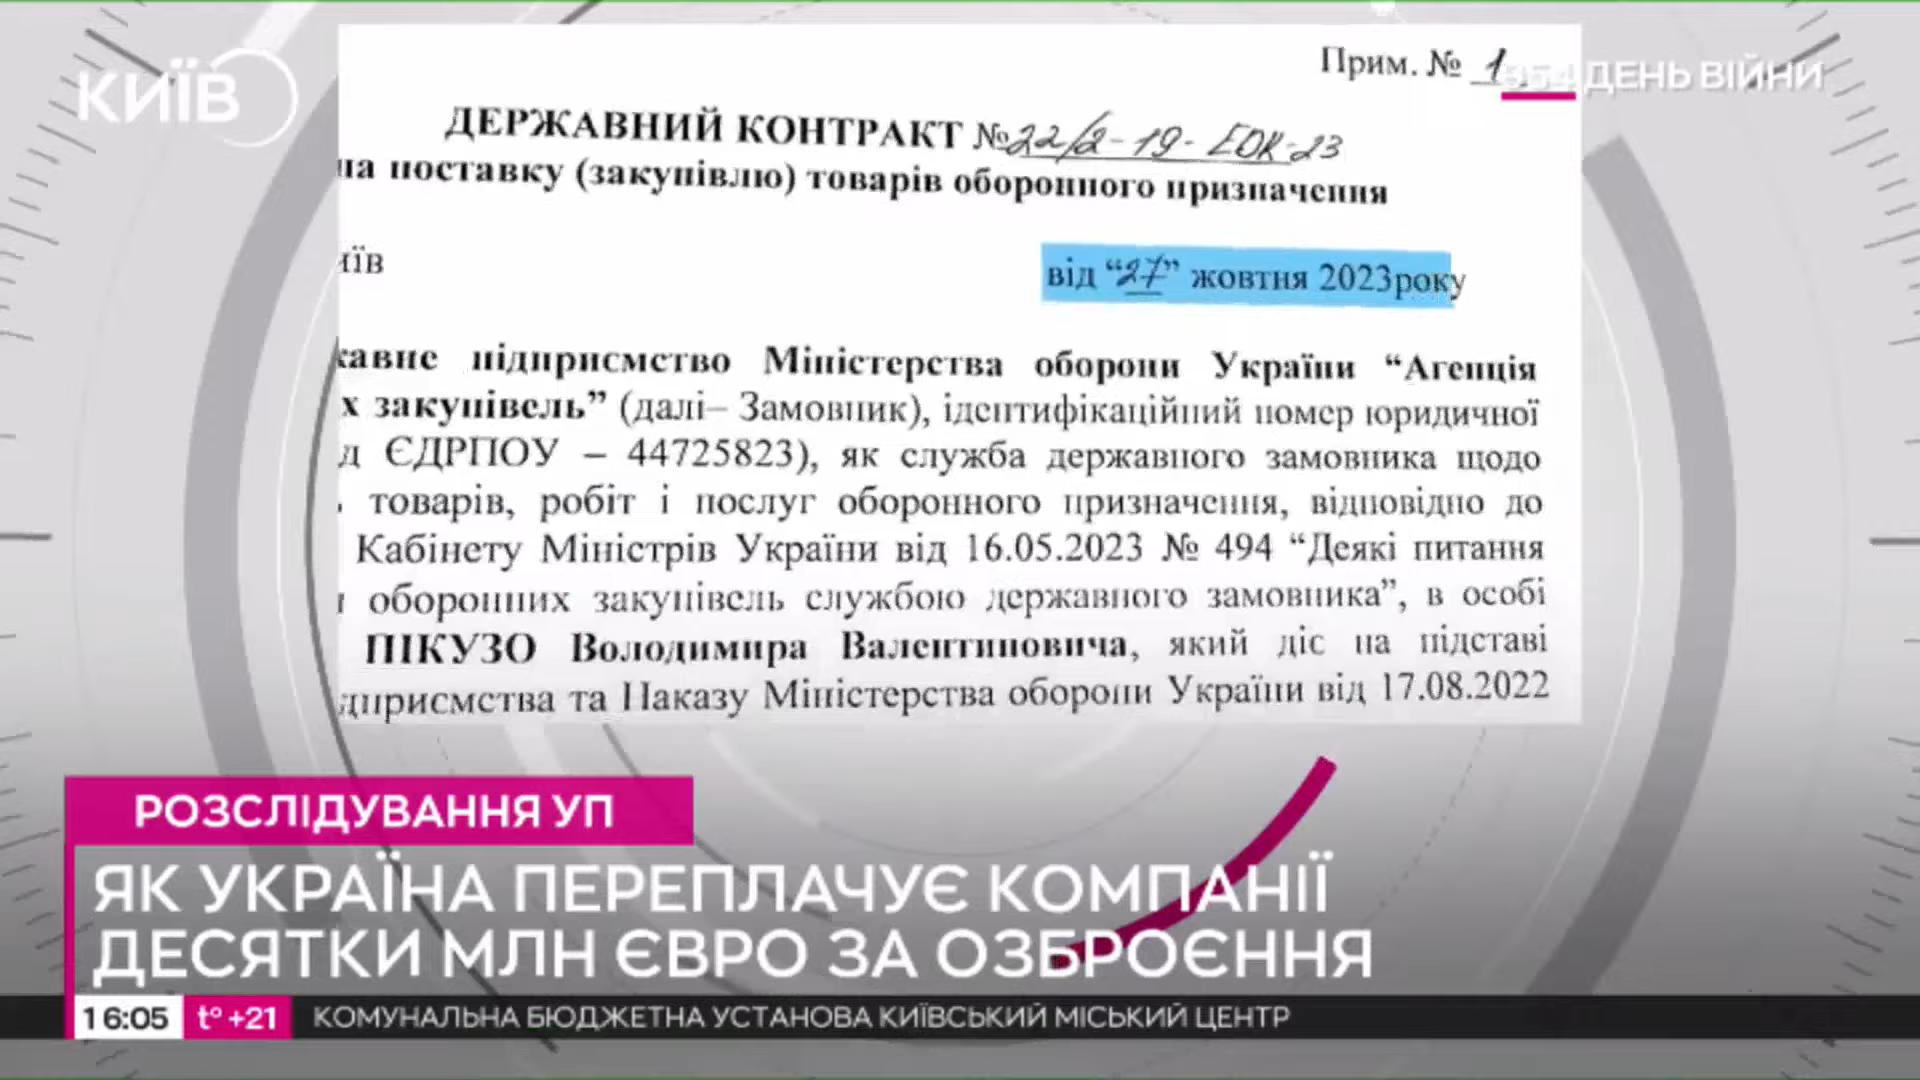 КИЇВ
Прим. № 1
ДЕНЬ ВІЙНИ
ДЕРЖАВНИЙ КОНТРАКТ №22/2-19-EDK-23
на поставку (закупівлю) товарів оборонного призначення
иїв
від “27” жовтня 2023року
жавне підприємство Міністерства оборони України “Агенція
х закупівель” (далі– Замовник), ідентифікаційний номер юридичної
д ЄДРПОУ – 44725823), як служба державного замовника щодо
товарів, робіт і послуг оборонного призначення, відповідно до
Кабінету Міністрів України від 16.05.2023 № 494 “Деякі питання
оборонних закупівель службою державного замовника”, в особі
ПІКУЗО Володимира Валентиновича, який діє на підставі
дприємства та Наказу Міністерства оборони України від 17.08.2022
РОЗСЛІДУВАННЯ УП
ЯК УКРАЇНА ПЕРЕПЛАЧУЄ КОМПАНІЇ
ДЕСЯТКИ МЛН ЄВРО ЗА ОЗБРОЄННЯ
16:05 t° +21 КОМУНАЛЬНА БЮДЖЕТНА УСТАНОВА КИЇВСЬКИЙ МІСЬКИЙ ЦЕНТР